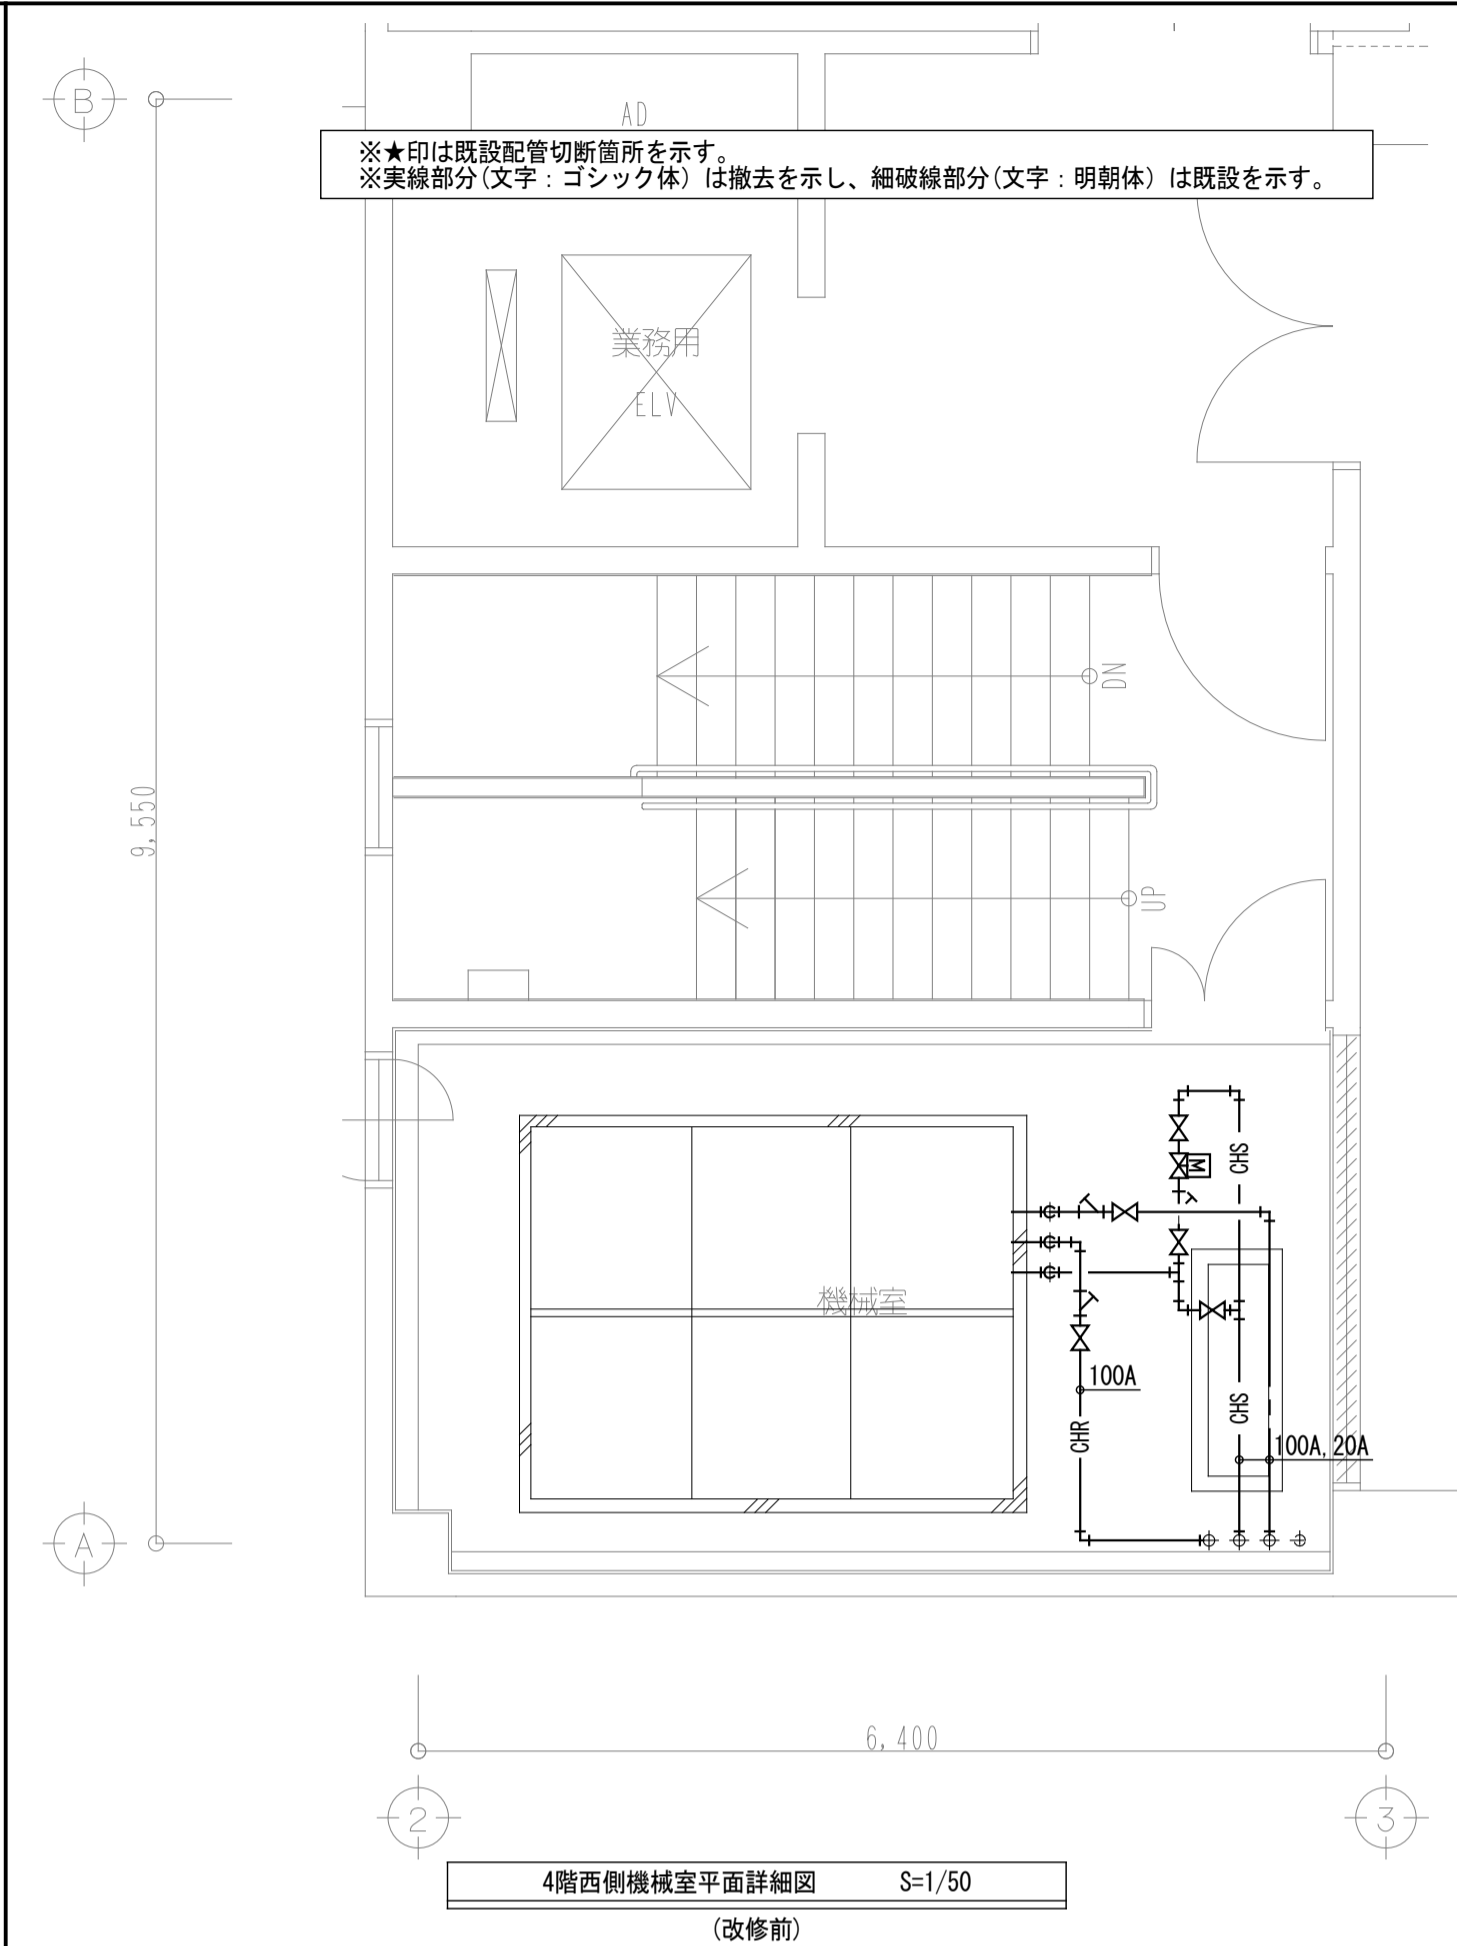 B
AD
※★印は既設配管切断箇所を示す。
※実線部分(文字：ゴシック体) は撤去を示し、細破線部分(文字：明朝体) は既設を示す。
業務用
ELV
DN
9,550
UP
CHS
M
機械室
100A
CHS
CHR
100A, 20A
A
6,400
2
3
4階西側機械室平面詳細図 S=1/50
(改修前)